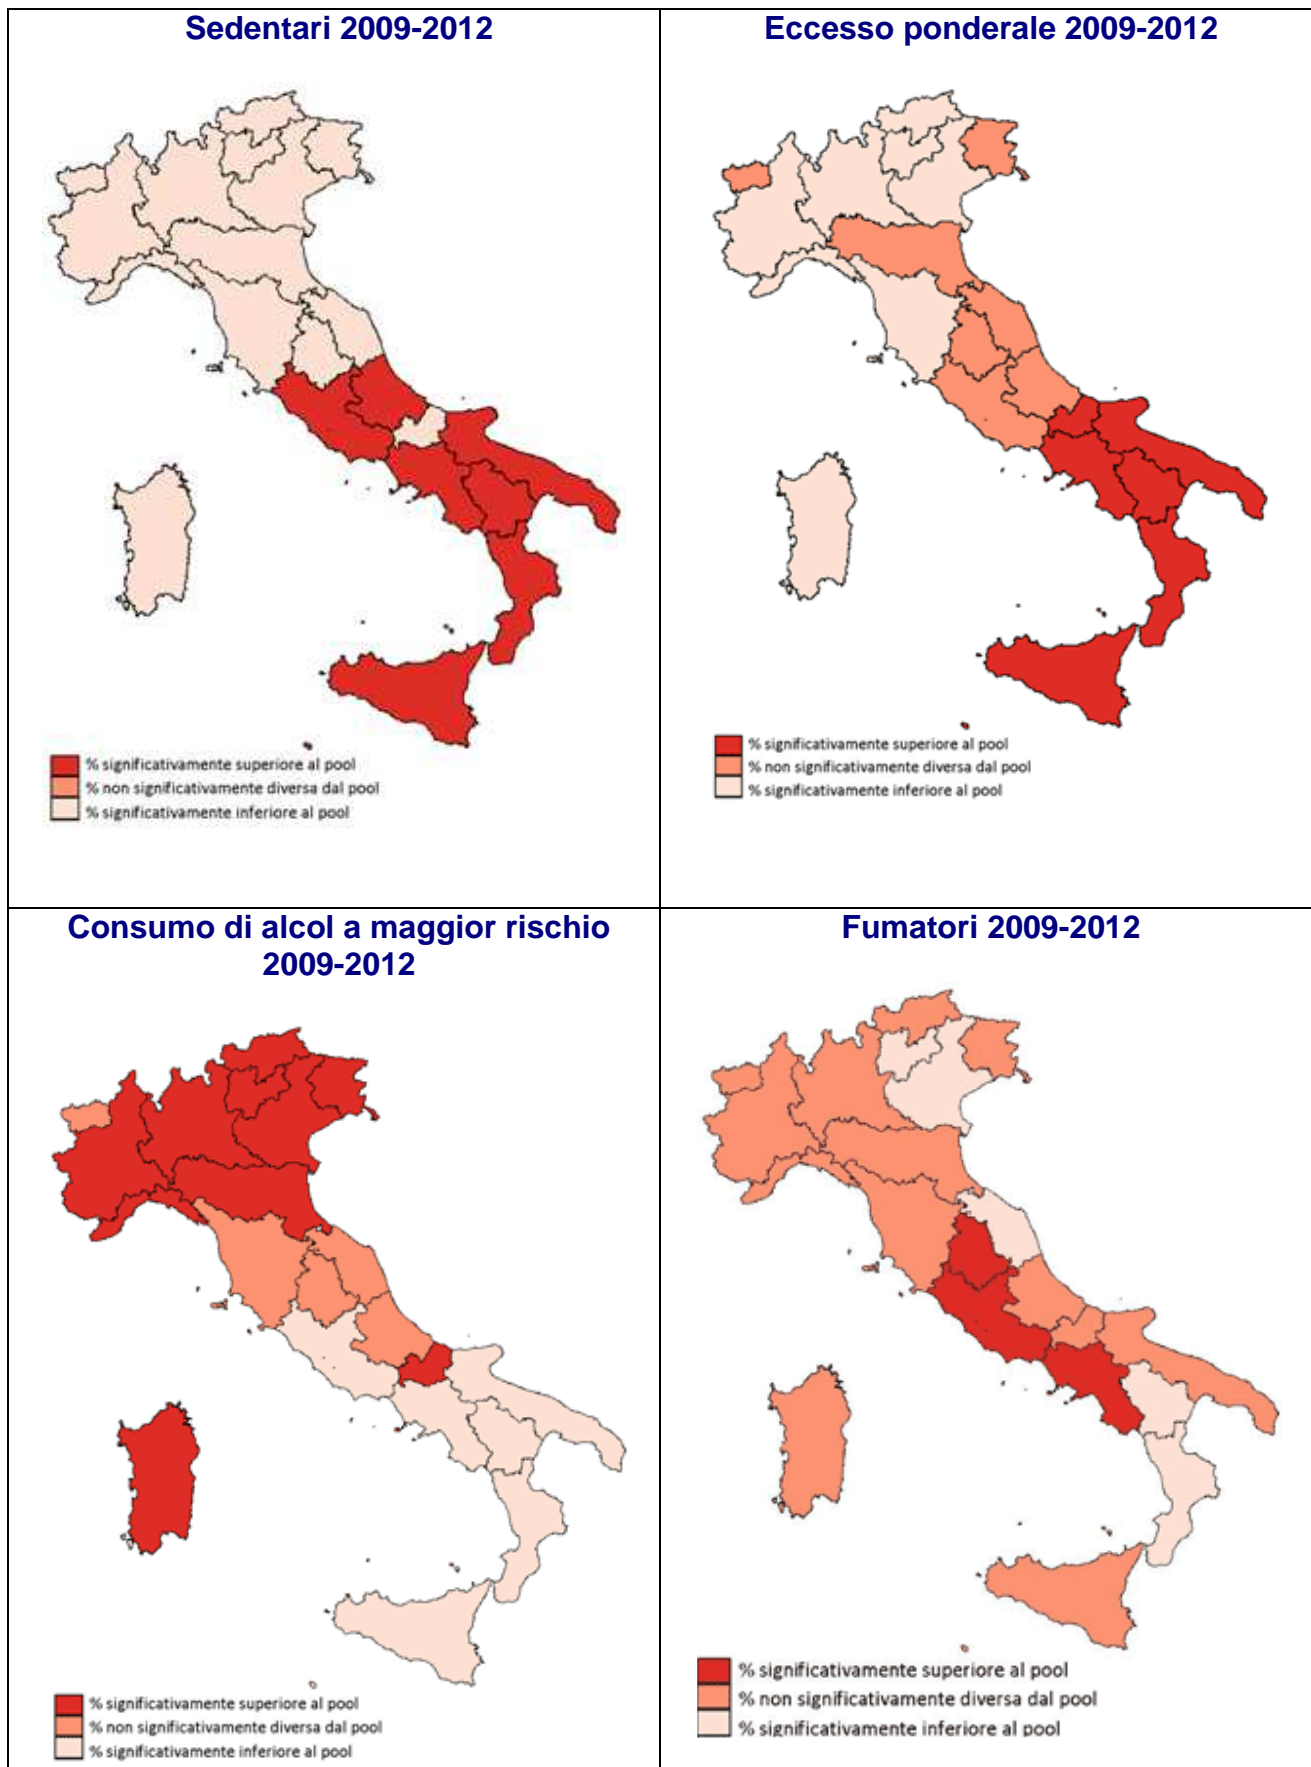 Sedentari 2009-2012
% significativamente superiore al pool
% non significativamente diversa dal pool
% significativamente inferiore al pool
Eccesso ponderale 2009-2012
% significativamente superiore al pool
% non significativamente diversa dal pool
% significativamente inferiore al pool
Consumo di alcol a maggior rischio
2009-2012
% significativamente superiore al pool
% non significativamente diversa dal pool
% significativamente inferiore al pool
Fumatori 2009-2012
% significativamente superiore al pool
% non significativamente diversa dal pool
% significativamente inferiore al pool